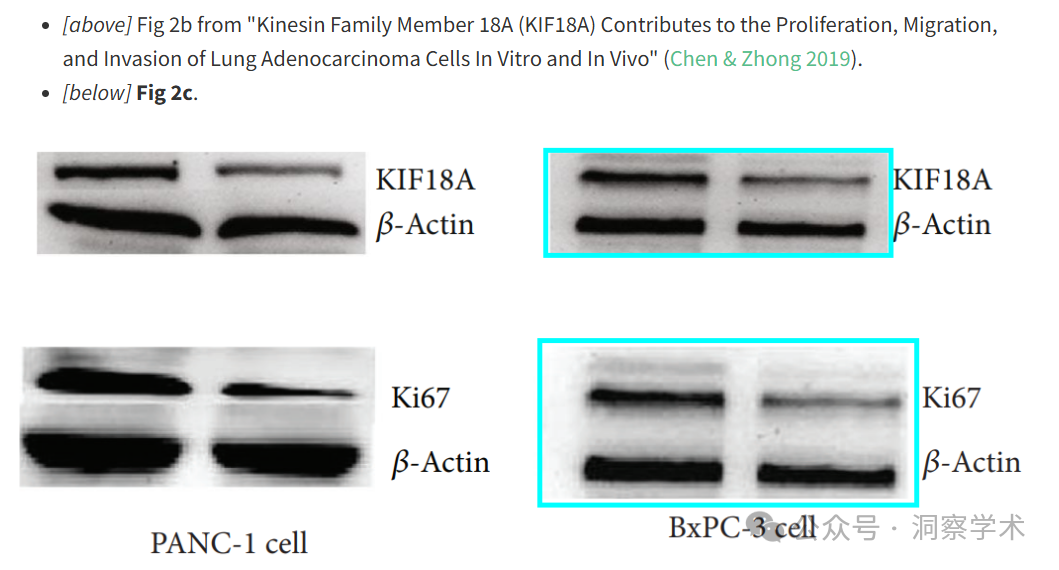 • [above] Fig 2b from "Kinesin Family Member 18A (KIF18A) Contributes to the Proliferation, Migration,
and Invasion of Lung Adenocarcinoma Cells In Vitro and In Vivo" (Chen & Zhong 2019).
• [below] Fig 2c.
KIF18A
β-Actin
KIF18A
β-Actin
Ki67
β-Actin
Ki67
β-Actin
PANC-1 cell
BxPC-3 cell
公众号 · 洞察学术